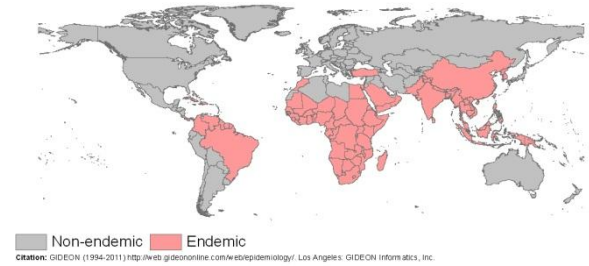 Non-endemic Endemic
Citation: GIDEON (1994-2011) http://web.gideononline.com/web/epidemiology/. Los Angeles: GIDEON Informatics, Inc.